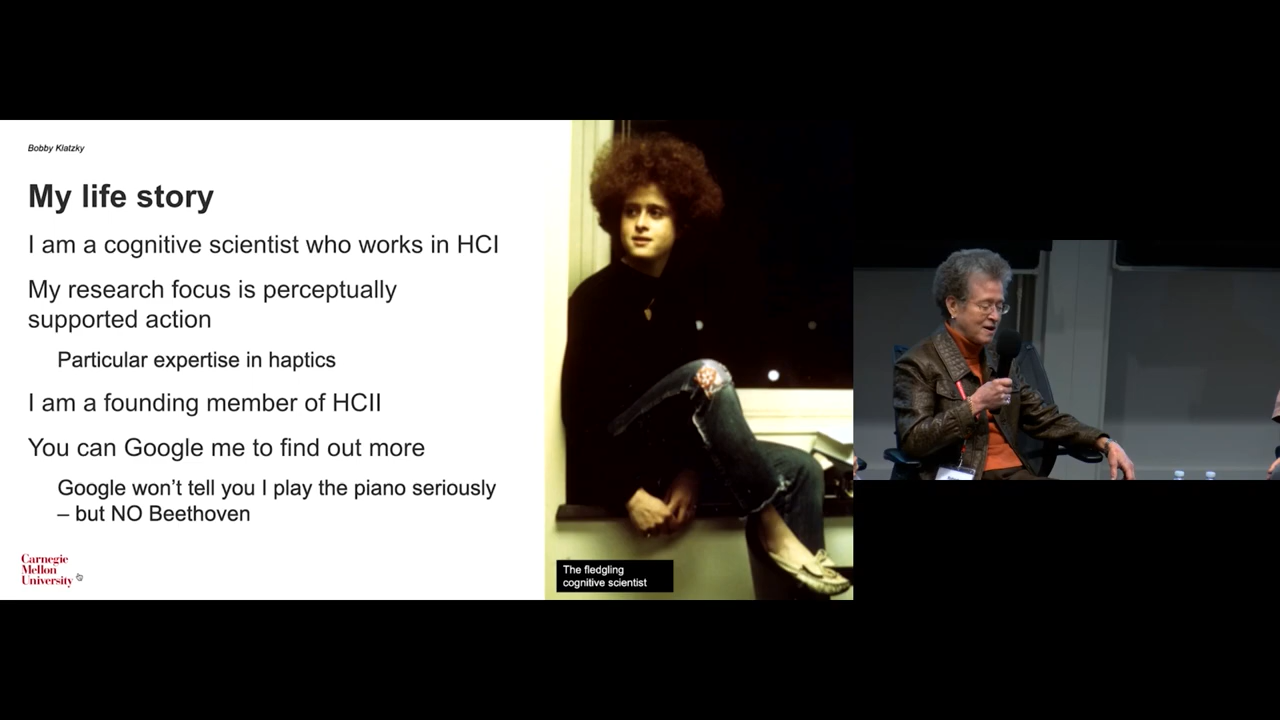 Bobby Klatzky
My life story
I am a cognitive scientist who works in HCI
My research focus is perceptually
supported action
Particular expertise in haptics
I am a founding member of HCII
You can Google me to find out more
Google won’t tell you I play the piano seriously
– but NO Beethoven
Carnegie
Mellon
University
The fledgling
cognitive scientist